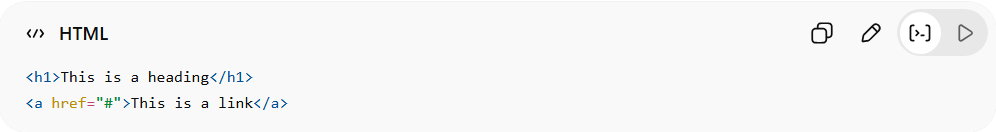 HTML
<h1>This is a heading</h1>
<a href="#">This is a link</a>